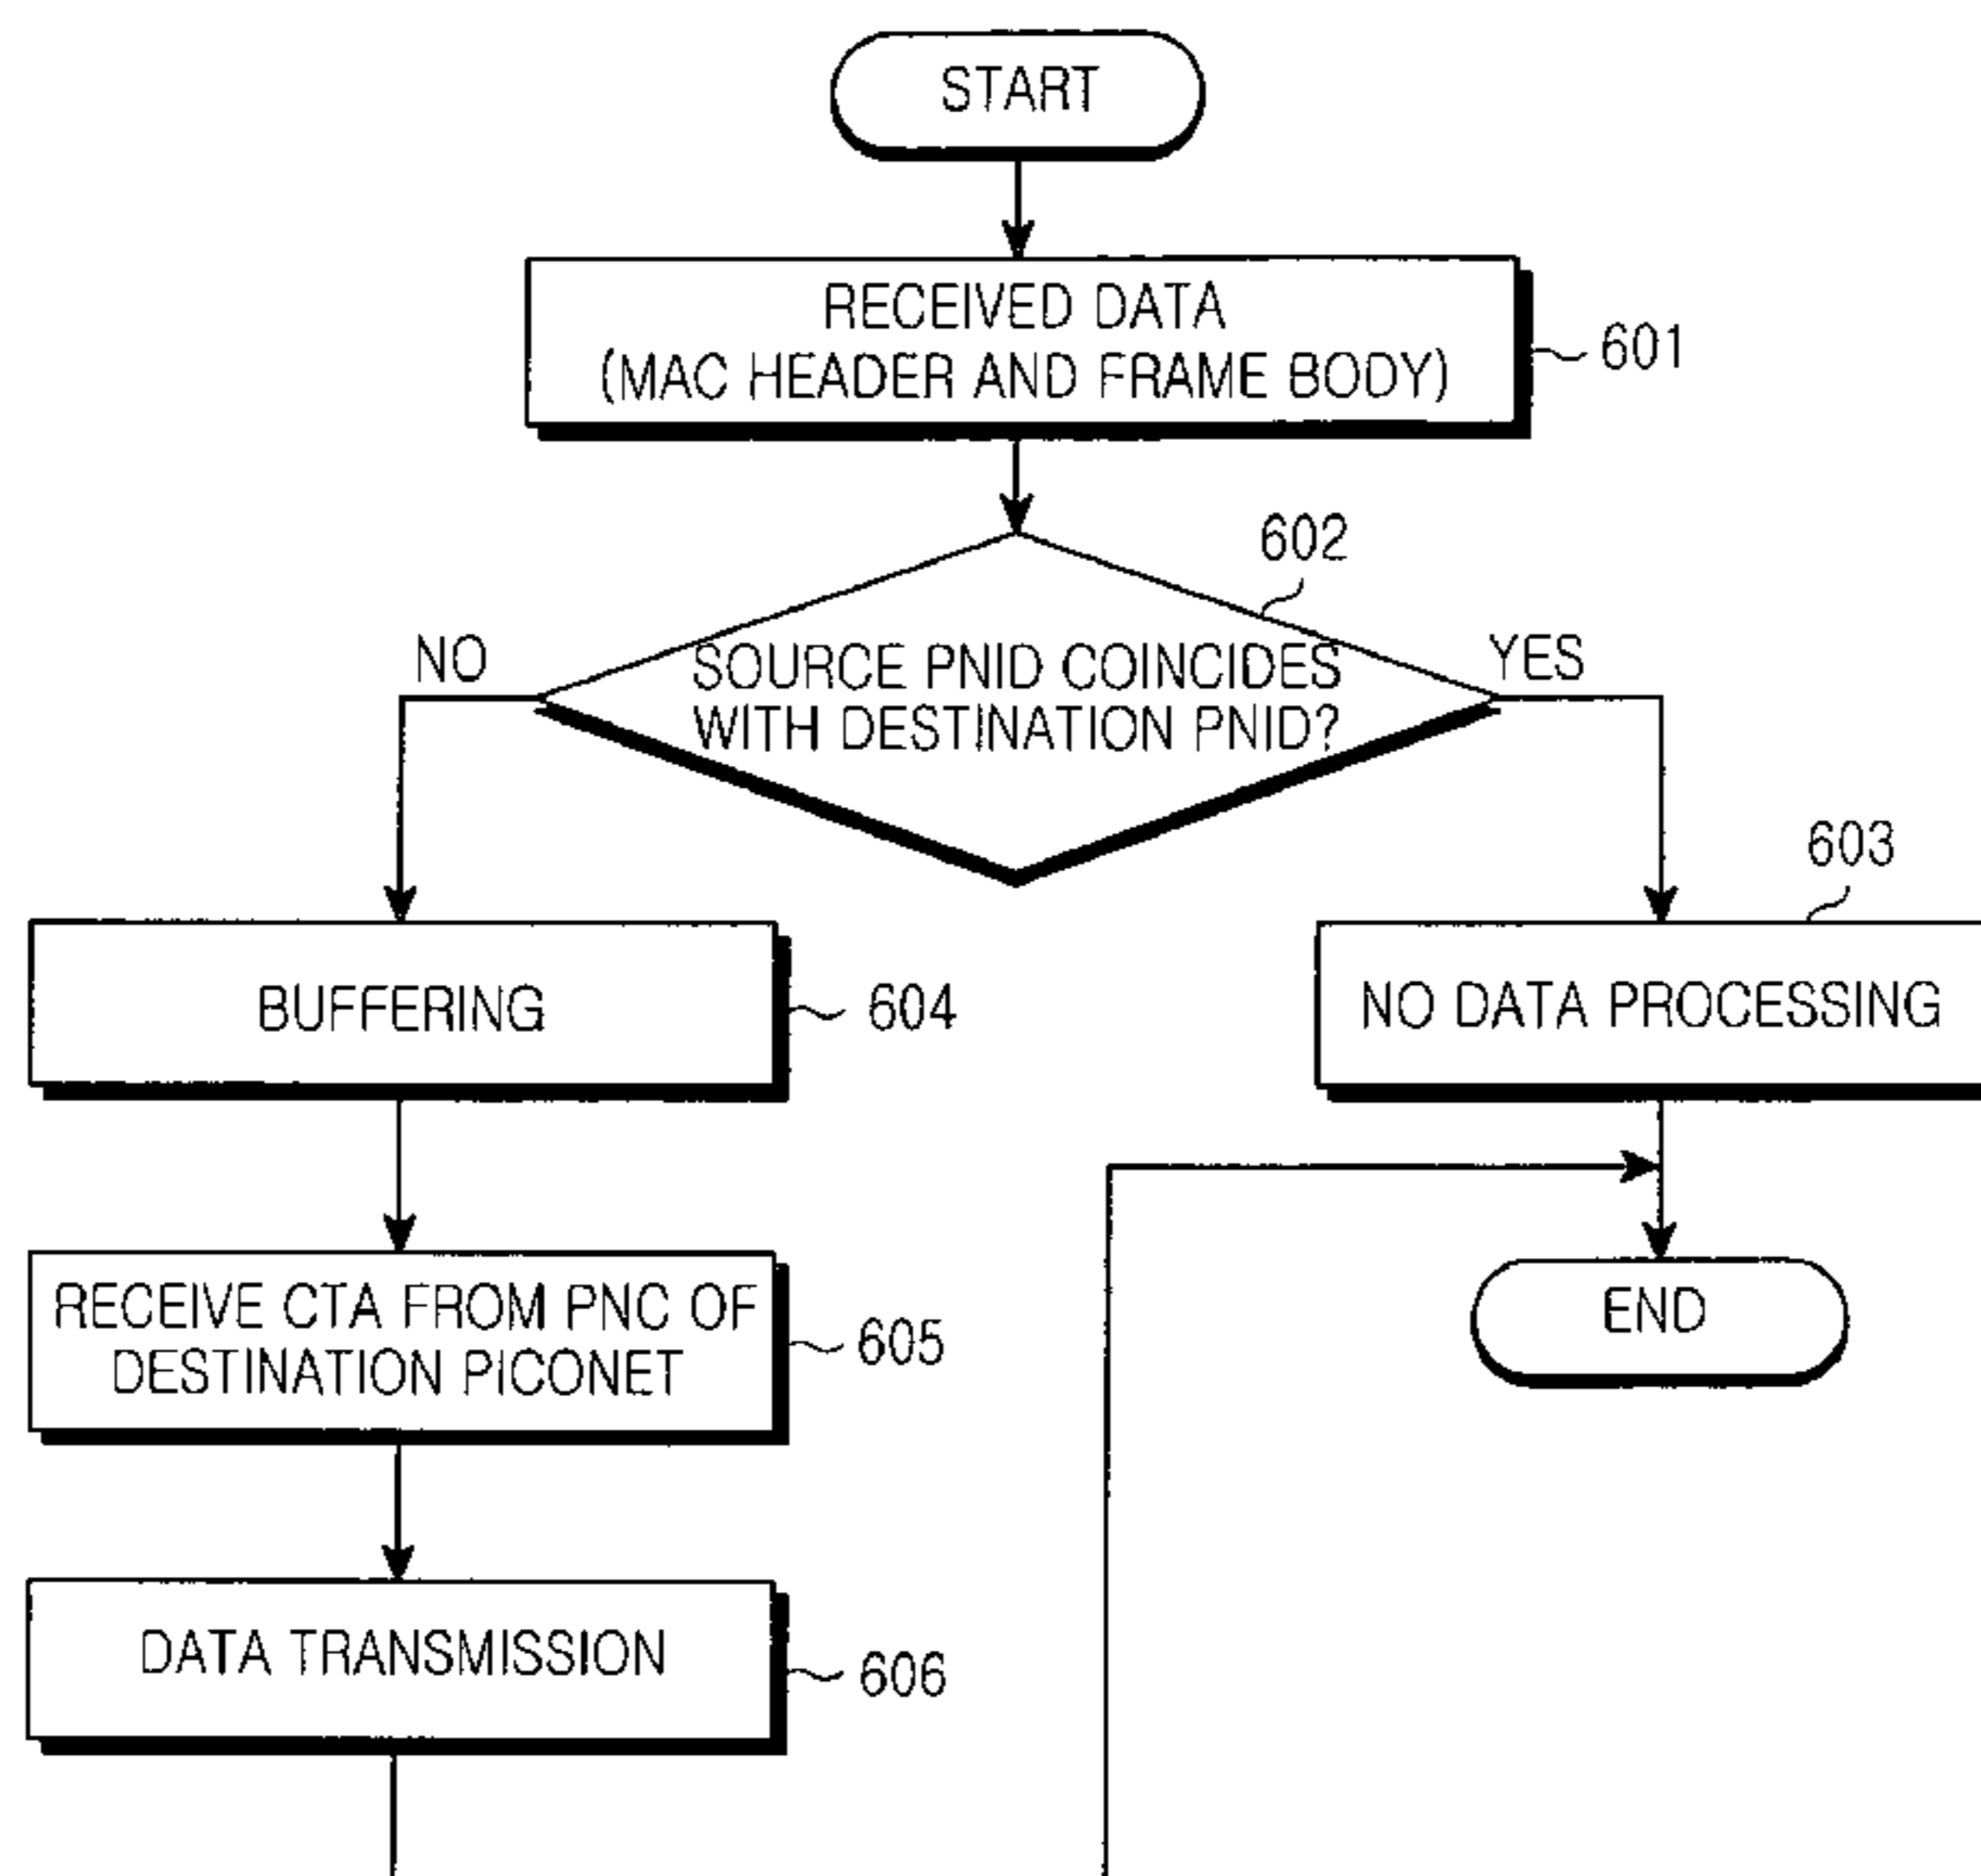 START
RECEIVED DATA
(MAC HEADER AND FRAME BODY)
601
602
NO
SOURCE PNID COINCIDES
WITH DESTINATION PNID?
YES
603
BUFFERING
604
NO DATA PROCESSING
RECEIVE CTA FROM PNC OF
DESTINATION PICONET
605
END
DATA TRANSMISSION
606